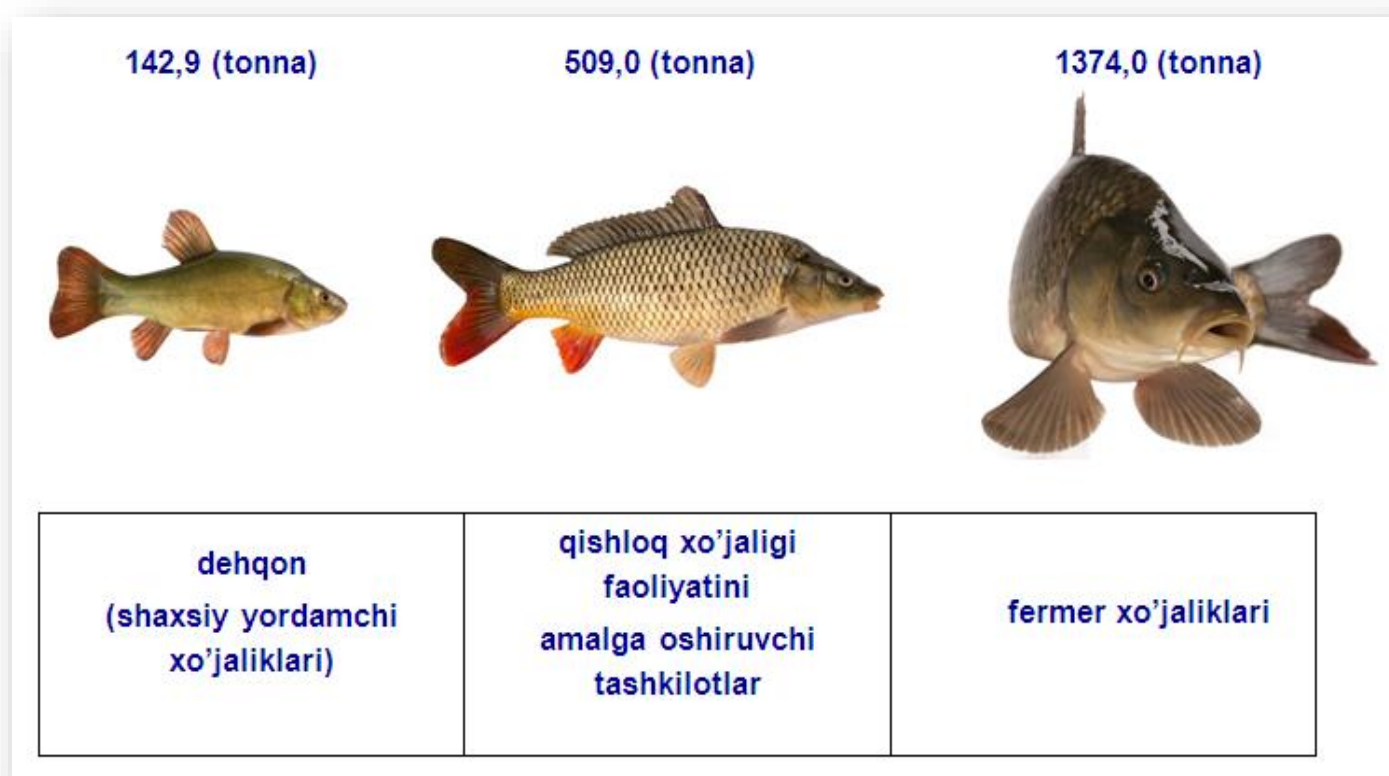 142,9 (tonna)
509,0 (tonna)
1374,0 (tonna)
dehqon
(shaxsiy yordamchi
xo’jaliklari)
qishloq xo’jaligi
faoliyatini
amalga oshiruvchi
tashkilotlar
fermer xo’jaliklari